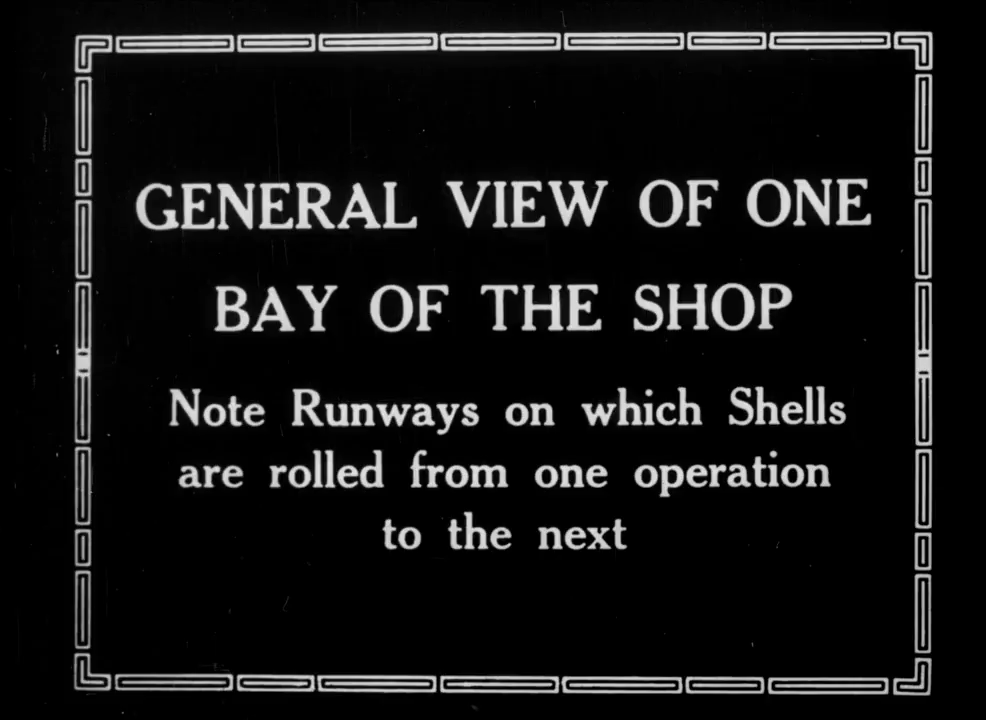 GENERAL VIEW OF ONE
BAY OF THE SHOP
Note Runways on which Shells
are rolled from one operation
to the next